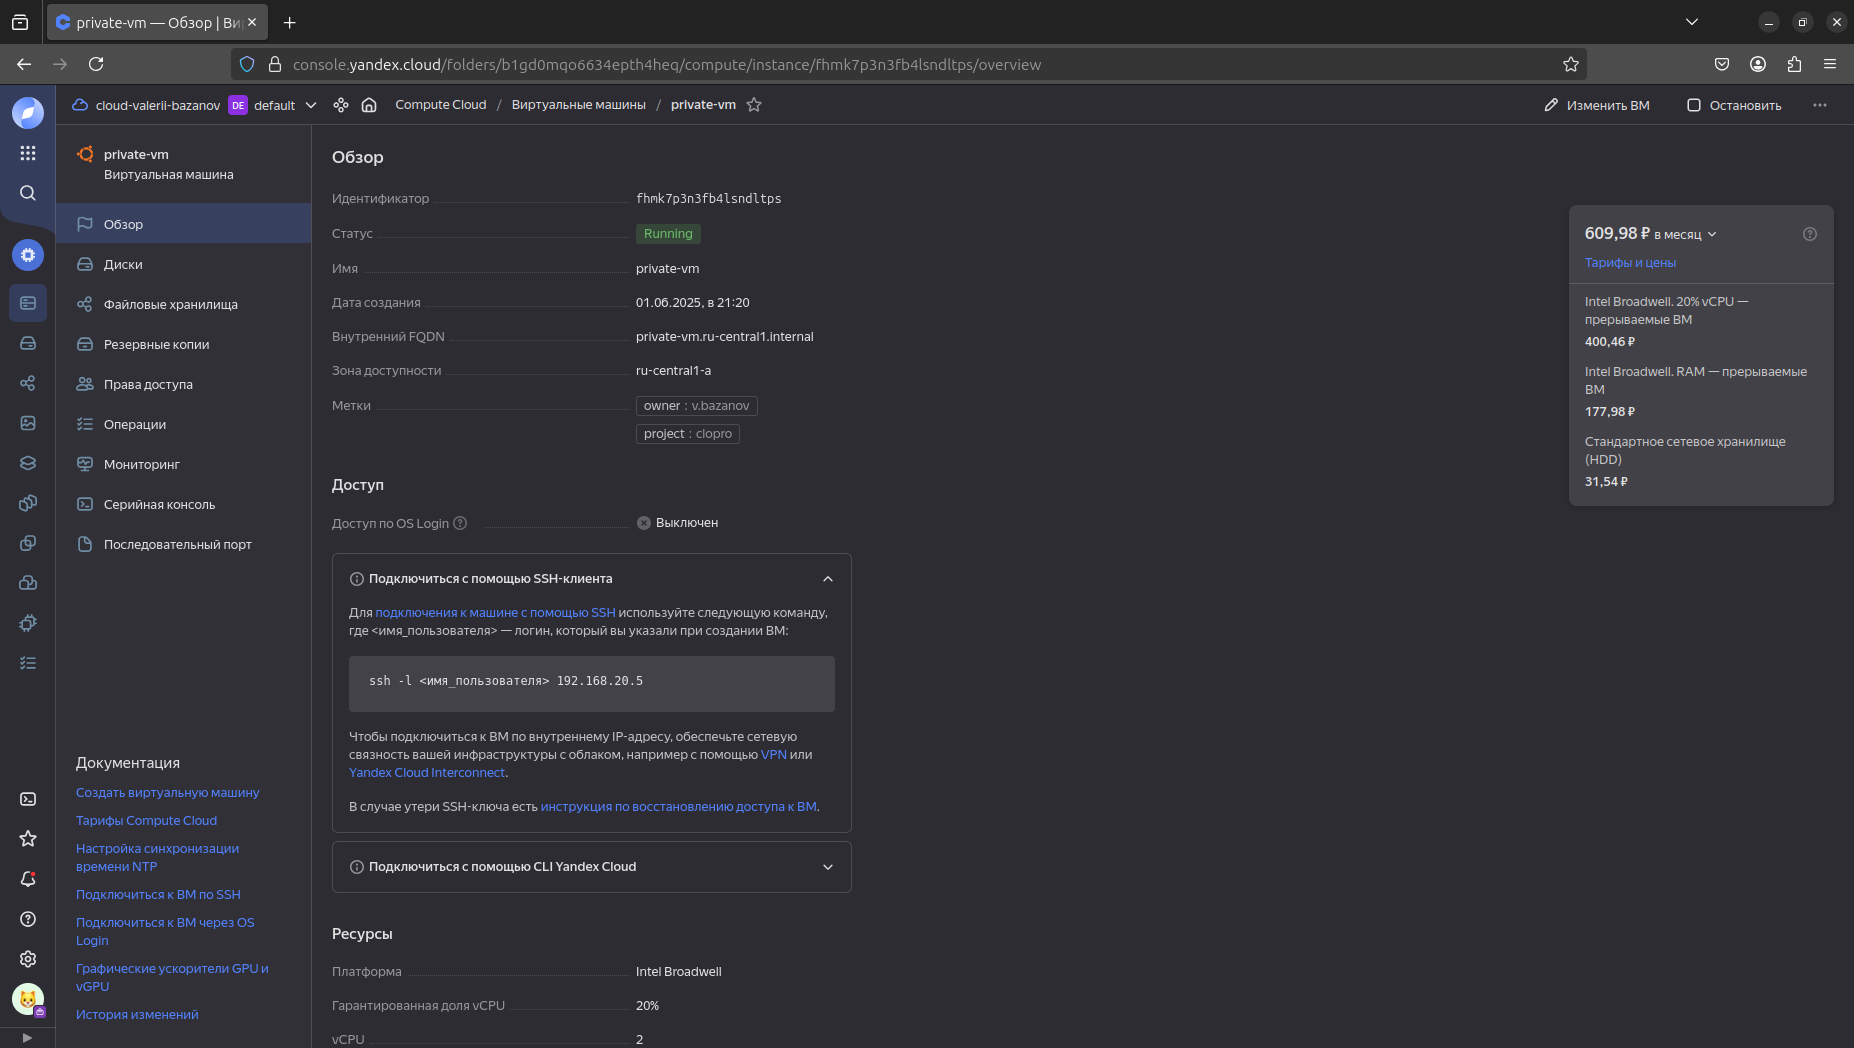 private-vm — Обзор | Ви
console.yandex.cloud/folders/b1gd0mqo6634epth4heq/compute/instance/fhmk7p3n3fb4lsndltps/overview
cloud-valerii-bazanov DE default Compute Cloud / Виртуальные машины / private-vm Изменить ВМ Остановить
private-vm
Виртуальная машина
Обзор
Диски
Файловые хранилища
Резервные копии
Права доступа
Операции
Мониторинг
Серийная консоль
Последовательный порт
Документация
Создать виртуальную машину
Тарифы Compute Cloud
Настройка синхронизации
времени NTP
Подключиться к ВМ по SSH
Подключиться к ВМ через OS
Login
Графические ускорители GPU и
vGPU
История изменений
Обзор
Идентификатор fhmk7p3n3fb4lsndltps
Статус Running
Имя private-vm
Дата создания 01.06.2025, в 21:20
Внутренний FQDN private-vm.ru-central1.internal
Зона доступности ru-central1-a
Метки owner : v.bazanov
project : clopro
Доступ
Доступ по OS Login Выключен
Подключиться с помощью SSH-клиента
Для подключения к машине с помощью SSH используйте следующую команду,
где <имя_пользователя> — логин, который вы указали при создании ВМ:
ssh -l <имя_пользователя> 192.168.20.5
Чтобы подключиться к ВМ по внутреннему IP-адресу, обеспечьте сетевую
связность вашей инфраструктуры с облаком, например с помощью VPN или
Yandex Cloud Interconnect.
В случае утери SSH-ключа есть инструкция по восстановлению доступа к ВМ.
Подключиться с помощью CLI Yandex Cloud
Ресурсы
Платформа Intel Broadwell
Гарантированная доля vCPU 20%
vCPU 2
609,98 ₽ в месяц
Тарифы и цены
Intel Broadwell. 20% vCPU —
прерываемые ВМ
400,46 ₽
Intel Broadwell. RAM — прерываемые
ВМ
177,98 ₽
Стандартное сетевое хранилище
(HDD)
31,54 ₽